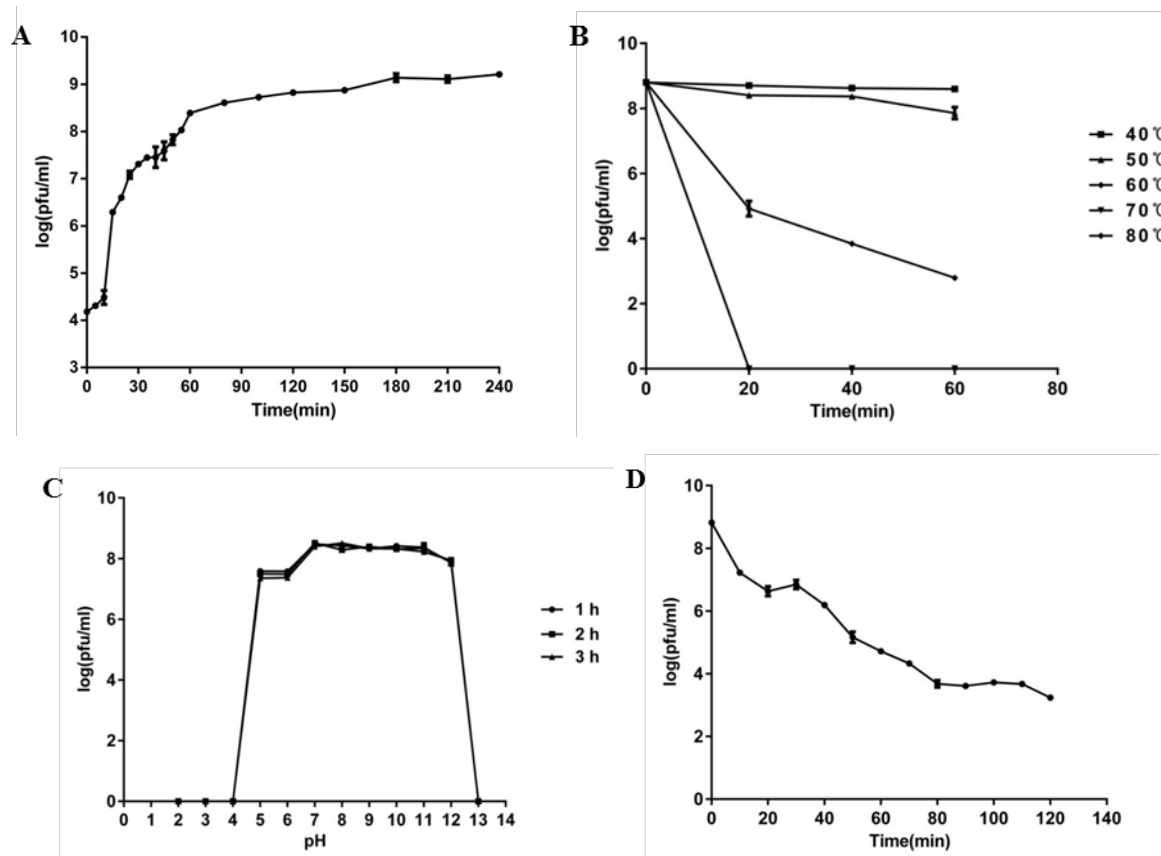 A
10
9
8
7
6
5
4
3
log(pfu/ml)
0 30 60 90 120 150 180 210 240
Time(min)
B
10
8
6
4
2
0
log(pfu/ml)
0 20 40 60 80
Time(min)
40℃
50℃
60℃
70℃
80℃
C
10
8
6
4
2
0
log(pfu/ml)
0 1 2 3 4 5 6 7 8 9 10 11 12 13 14
pH
1 h
2 h
3 h
D
10
8
6
4
2
0
log(pfu/ml)
0 20 40 60 80 100 120 140
Time(min)